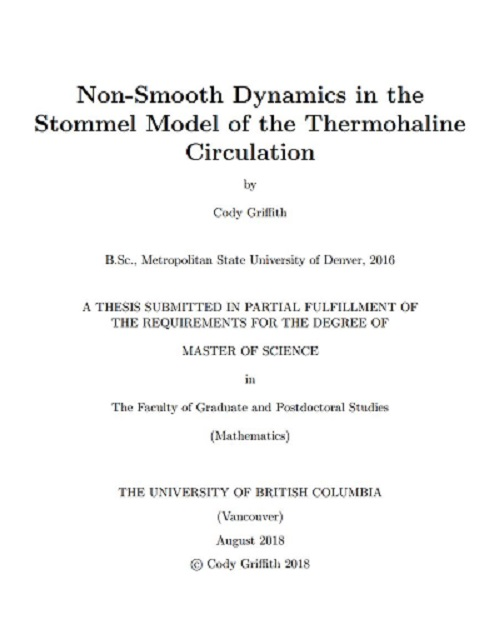 Non-Smooth Dynamics in the
Stommel Model of the Thermohaline
Circulation
by
Cody Griffith
B.Sc., Metropolitan State University of Denver, 2016
A THESIS SUBMITTED IN PARTIAL FULFILLMENT OF
THE REQUIREMENTS FOR THE DEGREE OF
MASTER OF SCIENCE
in
The Faculty of Graduate and Postdoctoral Studies
(Mathematics)
THE UNIVERSITY OF BRITISH COLUMBIA
(Vancouver)
August 2018
© Cody Griffith 2018